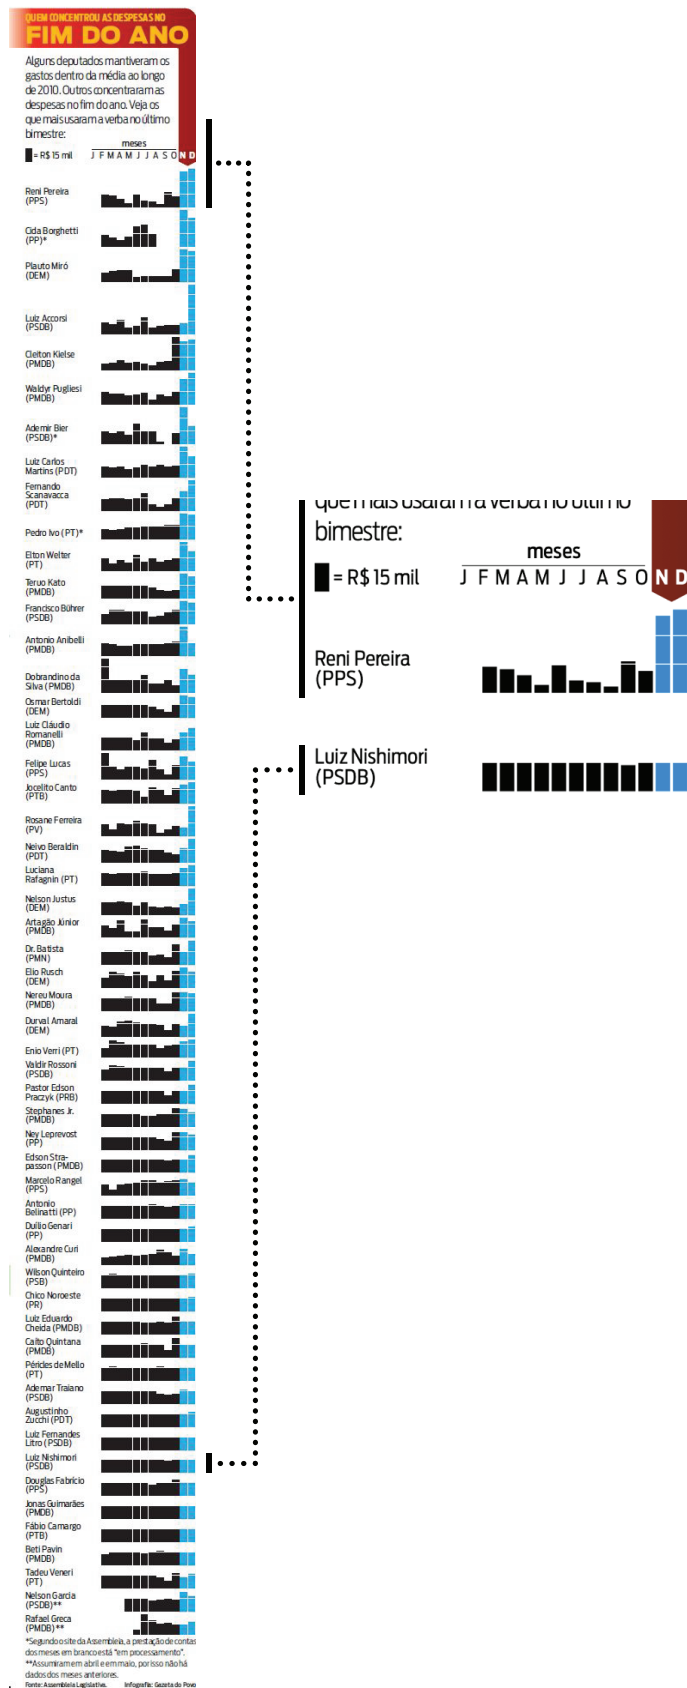 QUEM CONCENTROU AS DESPESAS NO
FIM DO ANO
Alguns deputados mantiveram os
gastos dentro da média ao longo
de 2010. Outros concentraram as
despesas no fim do ano. Veja os
que mais usaram a verba no último
bimestre:
meses
= R$ 15 mil J F M A M J J A S O N D
Reni Pereira
(PPS)
Cida Borghetti
(PP)*
Plauto Miró
(DEM)
Luiz Accorsi
(PSDB)
Cleiton Kielse
(PMDB)
Waldyr Pugliesi
(PMDB)
Ademir Bier
(PSDB)*
Luiz Carlos
Martins (PDT)
Fernando
Scanavacca
(PDT)
Pedro Ivo (PT)*
Elton Welter
(PT)
Teruo Kato
(PMDB)
Francisco Bührer
(PSDB)
Antonio Anibelli
(PMDB)
Dobrandino da
Silva (PMDB)
Osmar Bertoldi
(DEM)
Luiz Cláudio
Romanelli
(PMDB)
Felipe Lucas
(PPS)
Jocelito Canto
(PTB)
Rosane Ferreira
(PV)
Neivo Beraldin
(PDT)
Luciana
Rafagnin (PT)
Nelson Justus
(DEM)
Artagão Júnior
(PMDB)
Dr. Batista
(PMN)
Elio Rusch
(DEM)
Nereu Moura
(PMDB)
Durval Amaral
(DEM)
Enio Verri (PT)
Valdir Rossoni
(PSDB)
Pastor Edson
Praczyk (PRB)
Stephanes Jr.
(PMDB)
Ney Leprevost
(PP)
Edson Stra-
passon (PMDB)
Marcelo Rangel
(PPS)
Antonio
Belinatti (PP)
Duílio Genari
(PP)
Alexandre Curi
(PMDB)
Wilson Quinteiro
(PSB)
Chico Noroeste
(PR)
Luiz Eduardo
Cheida (PMDB)
Caíto Quintana
(PMDB)
Péricles de Mello
(PT)
Ademar Traiano
(PSDB)
Augustinho
Zucchi (PDT)
Luiz Fernandes
Litro (PSDB)
Luiz Nishimori
(PSDB)
Douglas Fabrício
(PPS)
Jonas Guimarães
(PMDB)
Fábio Camargo
(PTB)
Beti Pavin
(PMDB)
Tadeu Veneri
(PT)
Nelson Garcia
(PSDB)**
Rafael Greca
(PMDB)**
*Segundo o site da Assembleia, a prestação de contas
dos meses em branco está "em processamento".
**Assumiram em abril e em maio, por isso não há
dados dos meses anteriores.
Fonte: Assembleia Legislativa. Infografia: Gazeta do Povo
que mais usaram a verba no último
bimestre:
meses
= R$ 15 mil J F M A M J J A S O N D
Reni Pereira
(PPS)
Luiz Nishimori
(PSDB)